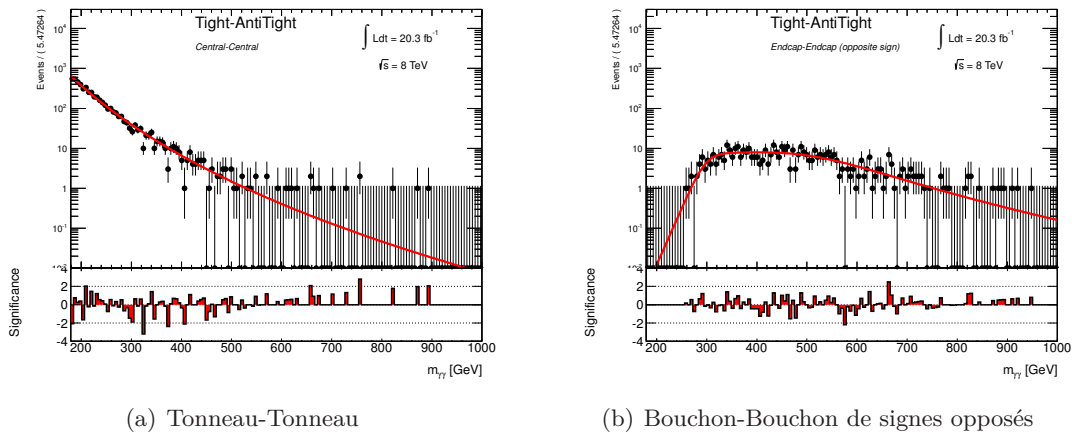 Tight-AntiTight
Central-Central
∫ Ldt = 20.3 fb⁻¹
√s = 8 TeV
Events / ( 5.47264 )
10⁴
10³
10²
10
1
10⁻¹
10⁻²
Significance
4
2
0
-2
-4
200 300 400 500 600 700 800 900 1000
m_γγ [GeV]
(a) Tonneau-Tonneau
Tight-AntiTight
Endcap-Endcap (opposite sign)
∫ Ldt = 20.3 fb⁻¹
√s = 8 TeV
Events / ( 5.47264 )
10⁴
10³
10²
10
1
10⁻¹
10⁻²
Significance
4
2
0
-2
-4
200 300 400 500 600 700 800 900 1000
m_γγ [GeV]
(b) Bouchon-Bouchon de signes opposés